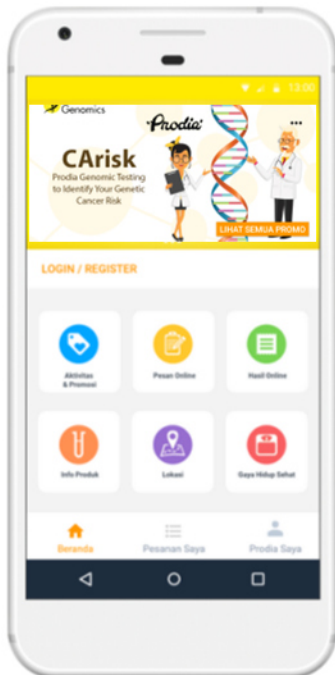 13:00
Genomics
Prodia
CArisk
Prodia Genomic Testing
to Identify Your Genetic
Cancer Risk
LIHAT SEMUA PROMO
LOGIN / REGISTER
Aktivitas
& Promosi
Pesan Online
Hasil Online
Info Produk
Lokasi
Gaya Hidup Sehat
Beranda
Pesanan Saya
Prodia Saya